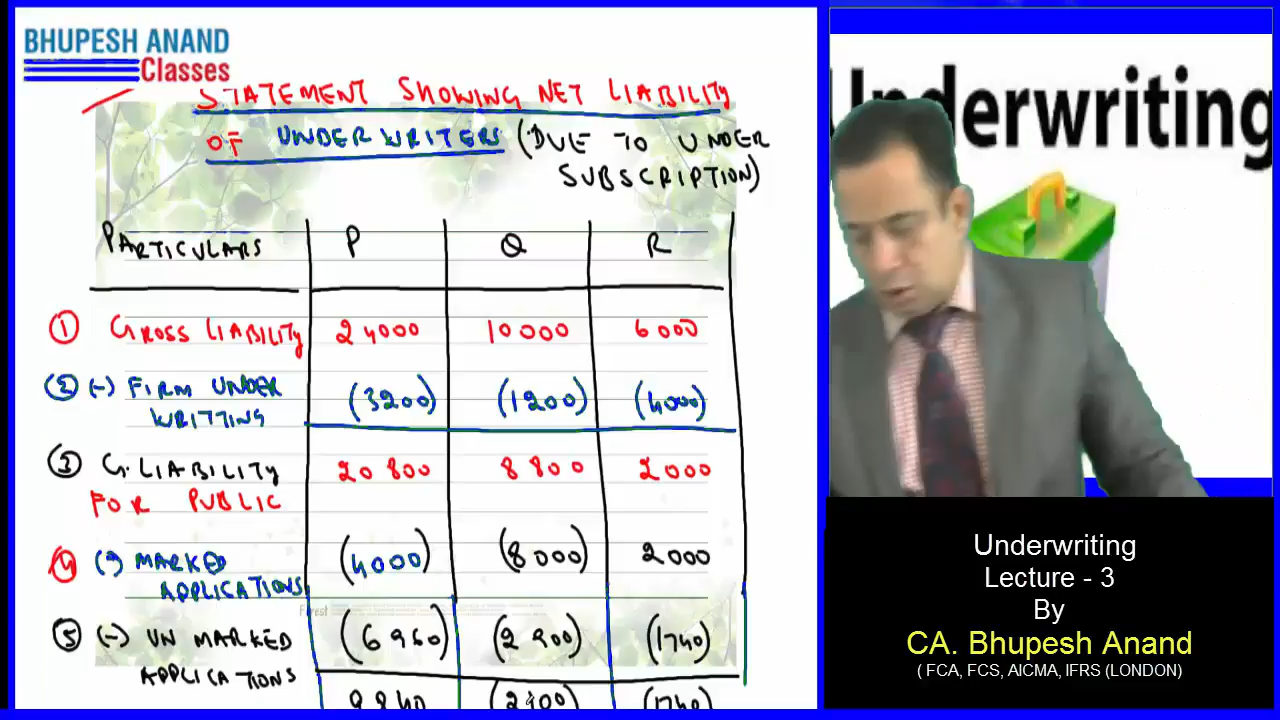 BHUPESH ANAND
Classes
STATEMENT SHOWING NET LIABILITY
OF UNDERWRITERS (DUE TO UNDER
SUBSCRIPTION)
PARTICULARS P Q R
① GROSS LIABILITY 24000 10000 6000
② (-) FIRM UNDER (3200) (1200) (4000)
WRITTING
③ G.LIABILITY 20800 8800 2000
FOR PUBLIC
④ (-) MARKED (4000) (8000) 2000
APPLICATIONS
⑤ (-) UN MARKED (6960) (2900) (1740)
APPLICATIONS
9840 (2100) (1740)
Underwriting
Underwriting
Lecture - 3
By
CA. Bhupesh Anand
( FCA, FCS, AICMA, IFRS (LONDON)